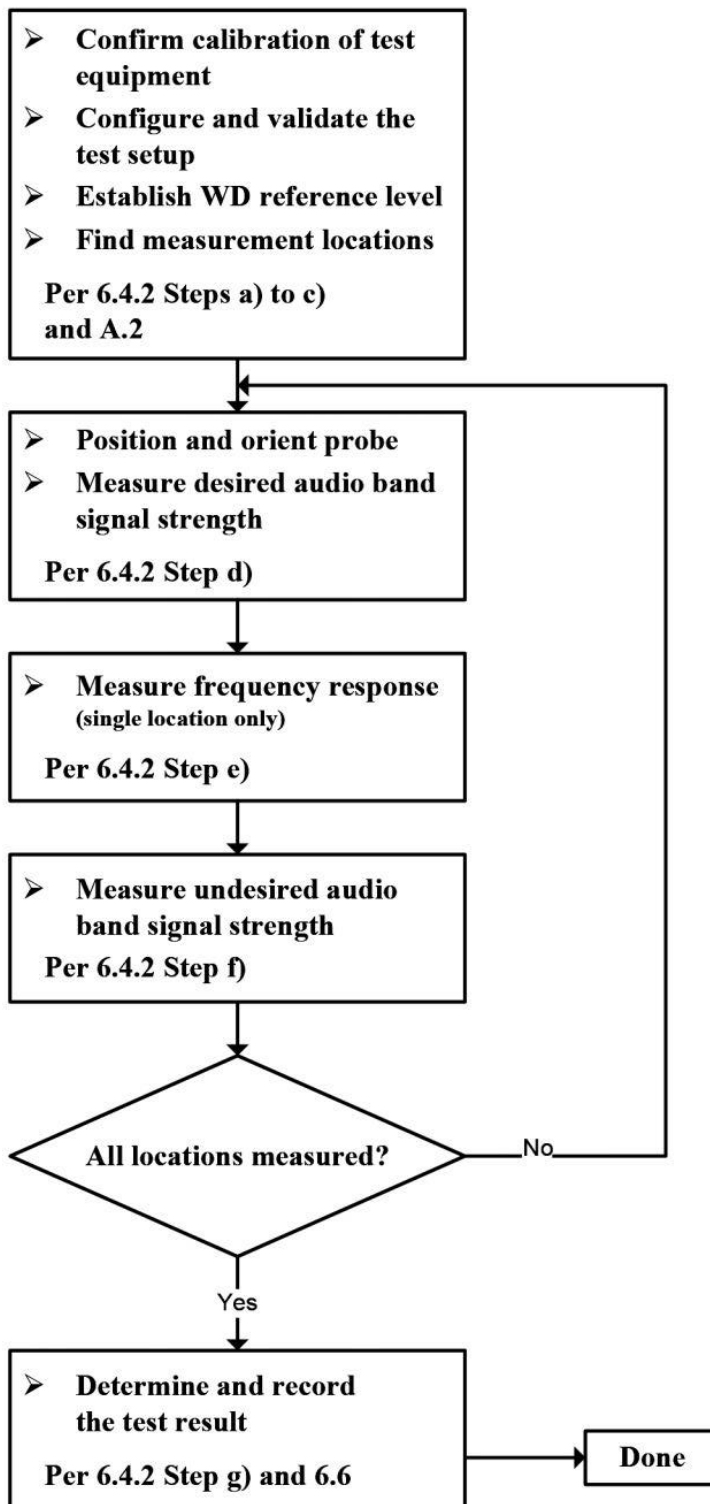 ➢ Confirm calibration of test
equipment
➢ Configure and validate the
test setup
➢ Establish WD reference level
➢ Find measurement locations
Per 6.4.2 Steps a) to c)
and A.2
➢ Position and orient probe
➢ Measure desired audio band
signal strength
Per 6.4.2 Step d)
➢ Measure frequency response
(single location only)
Per 6.4.2 Step e)
➢ Measure undesired audio
band signal strength
Per 6.4.2 Step f)
All locations measured?
No
Yes
➢ Determine and record
the test result
Per 6.4.2 Step g) and 6.6
Done